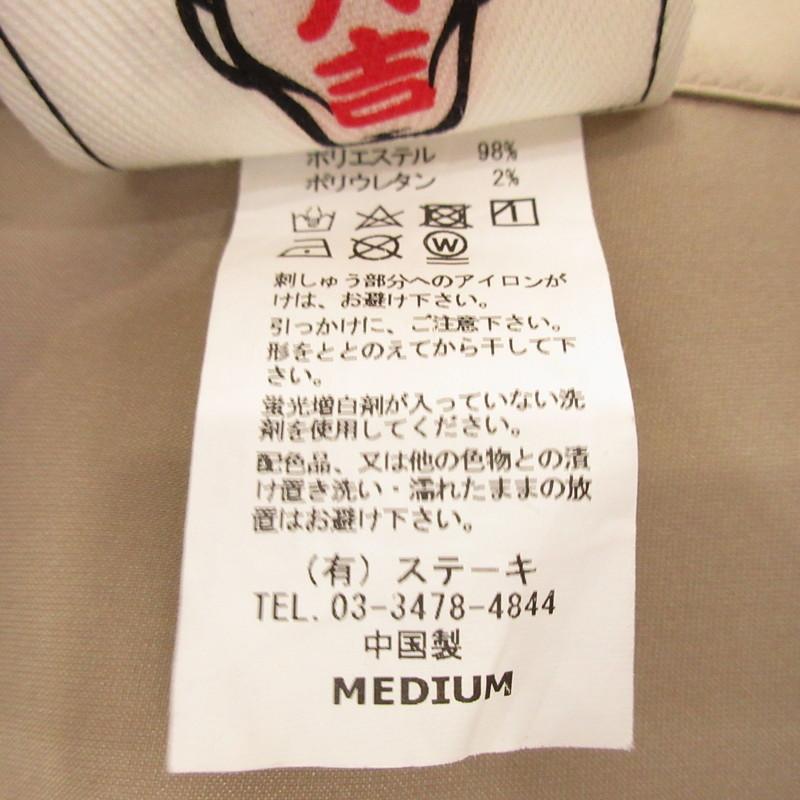 吉
ポリエステル 98%
ポリウレタン 2%
W
刺しゅう部分へのアイロンが
けは、お避け下さい。
引っかけに、ご注意下さい。
形をととのえてから干して下
さい。
蛍光増白剤が入っていない洗
剤を使用してください。
配色品、又は他の色物との漬
け置き洗い・濡れたままの放
置はお避け下さい。
（有）ステーキ
TEL. 03-3478-4844
中国製
MEDIUM